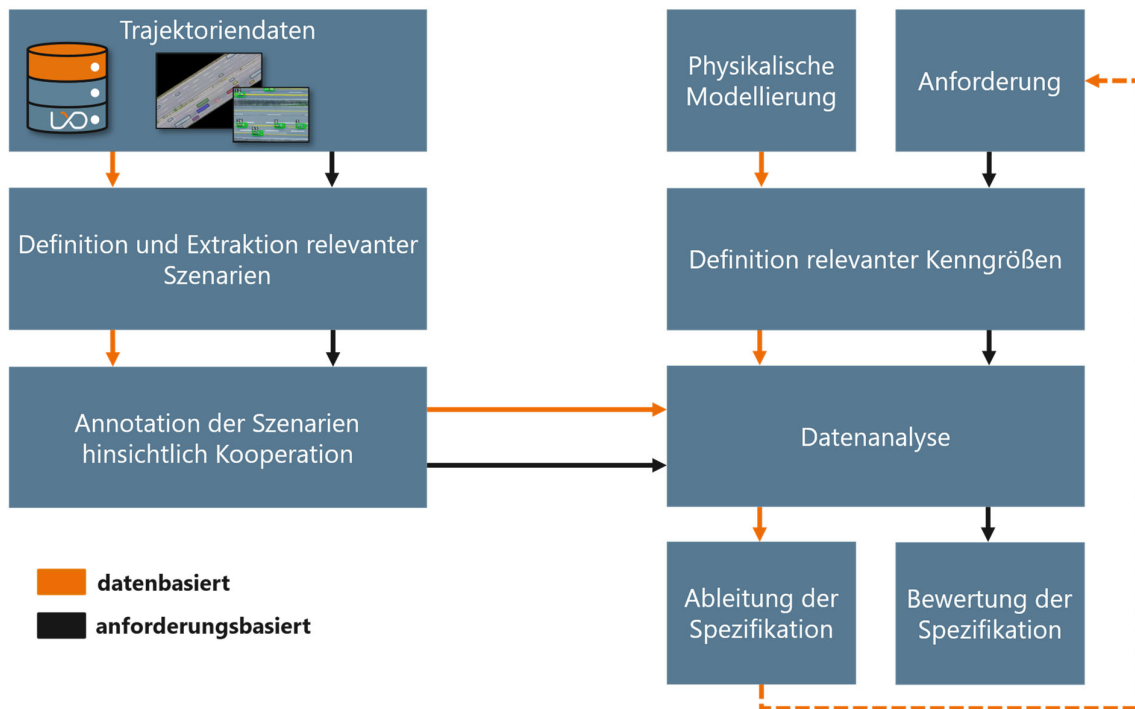 Trajektoriendaten
LXD
Definition und Extraktion relevanter
Szenarien
Annotation der Szenarien
hinsichtlich Kooperation
Physikalische
Modellierung
Anforderung
Definition relevanter Kenngrößen
Datenanalyse
Ableitung der
Spezifikation
Bewertung der
Spezifikation
datenbasiert
anforderungsbasiert